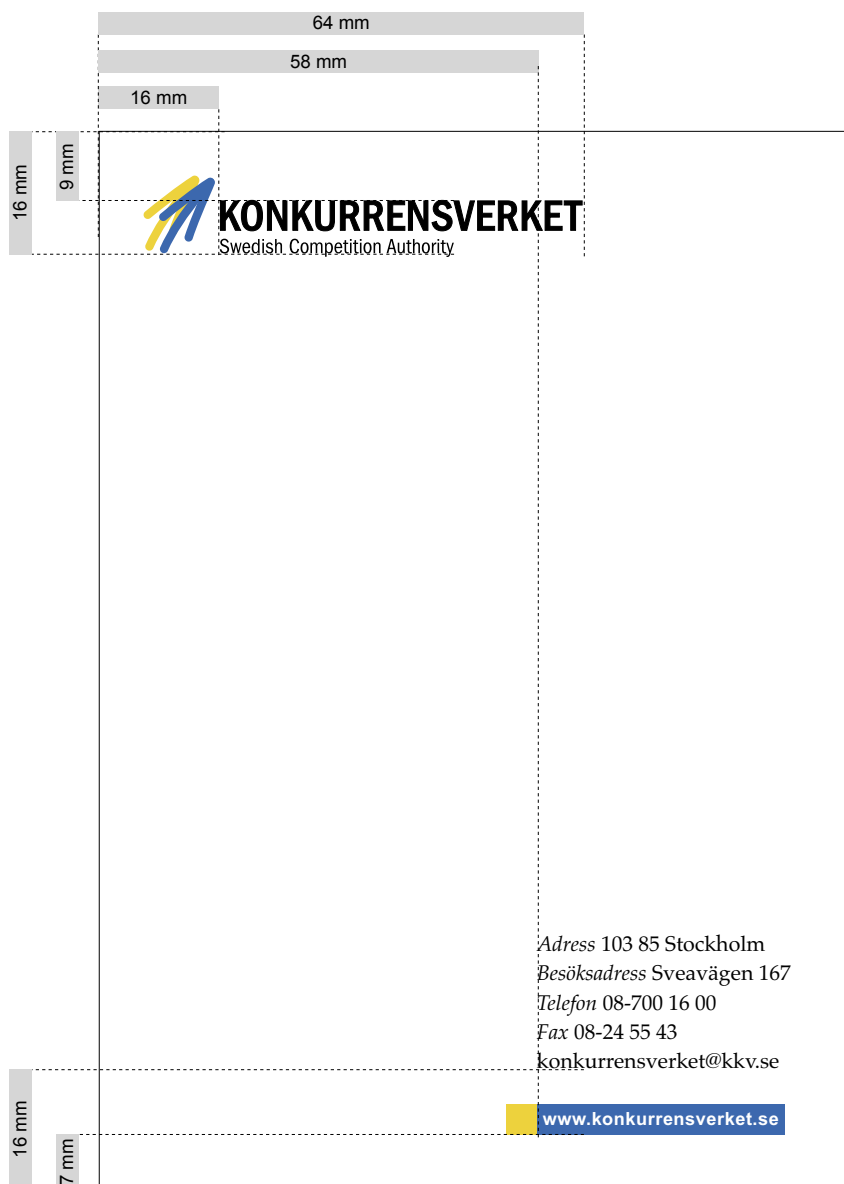 64 mm
58 mm
16 mm
16 mm
9 mm
KONKURRENSVERKET
Swedish Competition Authority
Adress 103 85 Stockholm
Besöksadress Sveavägen 167
Telefon 08-700 16 00
Fax 08-24 55 43
konkurrensverket@kkv.se
www.konkurrensverket.se
16 mm
7 mm